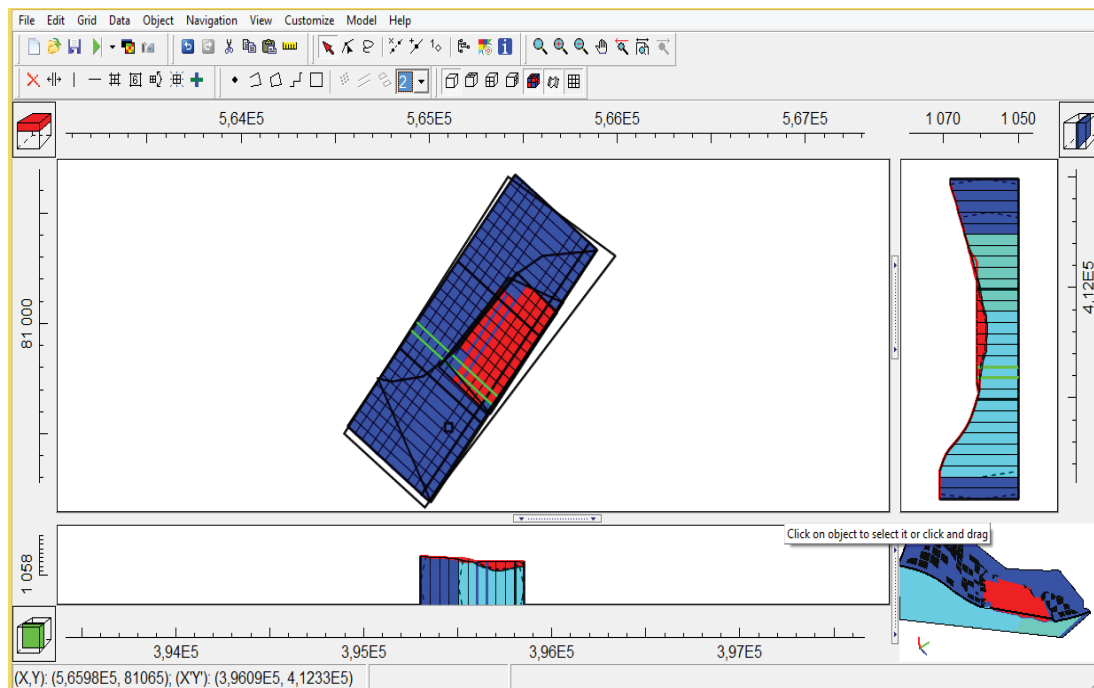 File Edit Grid Data Object Navigation View Customize Model Help
2
5,64E5 5,65E5 5,66E5 5,67E5
1 070 1 050
81 000
4,12E5
Click on object to select it or click and drag
1 058
3,94E5 3,95E5 3,96E5 3,97E5
(X,Y): (5,6598E5, 81065); (X'Y'): (3,9609E5, 4,1233E5)